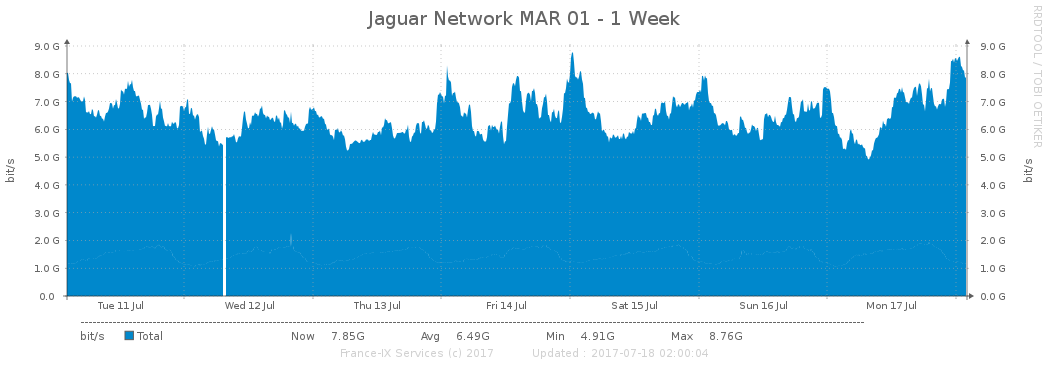 Jaguar Network MAR 01 - 1 Week
RRDTOOL / TOBI OETIKER
bit/s
9.0 G 9.0 G
8.0 G 8.0 G
7.0 G 7.0 G
6.0 G 6.0 G
5.0 G 5.0 G
4.0 G 4.0 G
3.0 G 3.0 G
2.0 G 2.0 G
1.0 G 1.0 G
0.0 0.0 G
bit/s
Tue 11 Jul Wed 12 Jul Thu 13 Jul Fri 14 Jul Sat 15 Jul Sun 16 Jul Mon 17 Jul
bit/s Total Now 7.85G Avg 6.49G Min 4.91G Max 8.76G
France-IX Services (c) 2017 Updated : 2017-07-18 02:00:04